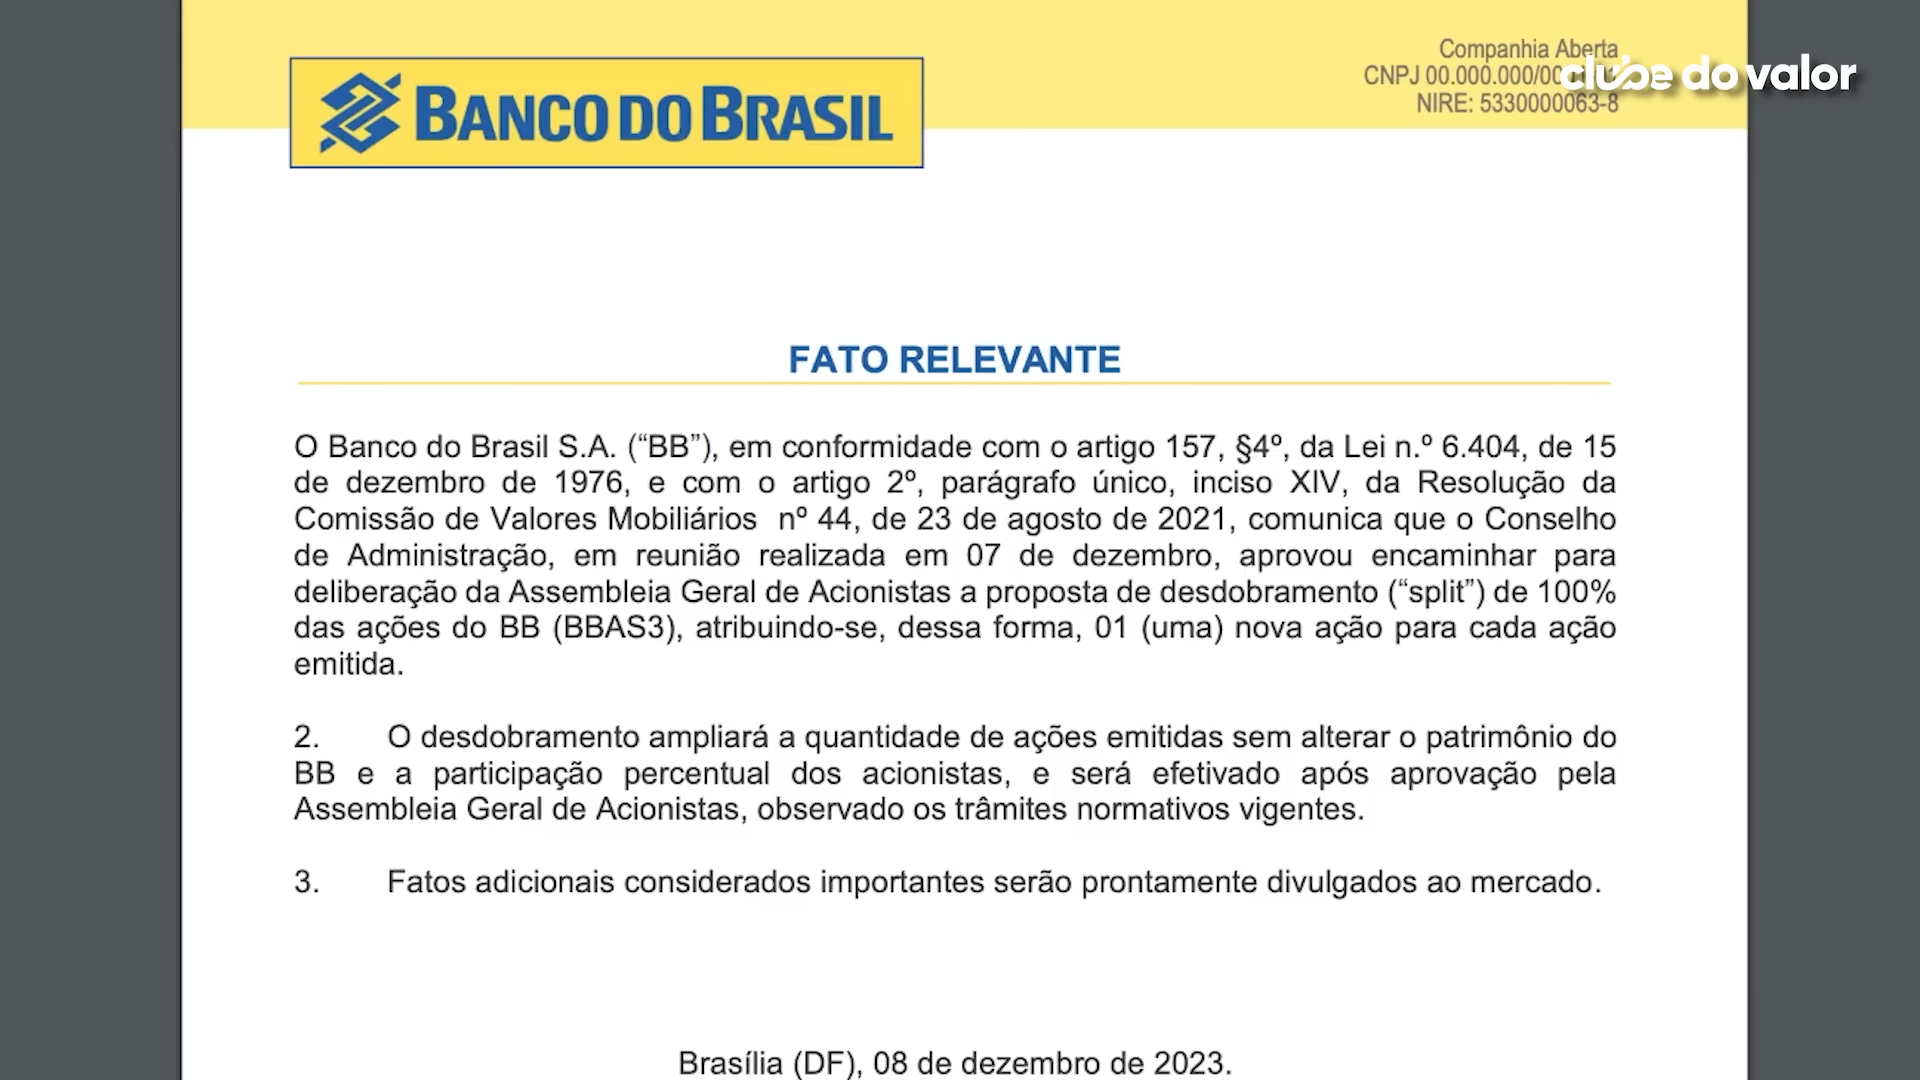 Companhia Aberta
CNPJ 00.000.000/00
clube do valor
NIRE: 5330000063-8
BANCO DO BRASIL
FATO RELEVANTE
O Banco do Brasil S.A. (“BB”), em conformidade com o artigo 157, §4º, da Lei n.º 6.404, de 15
de dezembro de 1976, e com o artigo 2º, parágrafo único, inciso XIV, da Resolução da
Comissão de Valores Mobiliários nº 44, de 23 de agosto de 2021, comunica que o Conselho
de Administração, em reunião realizada em 07 de dezembro, aprovou encaminhar para
deliberação da Assembleia Geral de Acionistas a proposta de desdobramento (“split”) de 100%
das ações do BB (BBAS3), atribuindo-se, dessa forma, 01 (uma) nova ação para cada ação
emitida.
2. O desdobramento ampliará a quantidade de ações emitidas sem alterar o patrimônio do
BB e a participação percentual dos acionistas, e será efetivado após aprovação pela
Assembleia Geral de Acionistas, observado os trâmites normativos vigentes.
3. Fatos adicionais considerados importantes serão prontamente divulgados ao mercado.
Brasília (DF), 08 de dezembro de 2023.